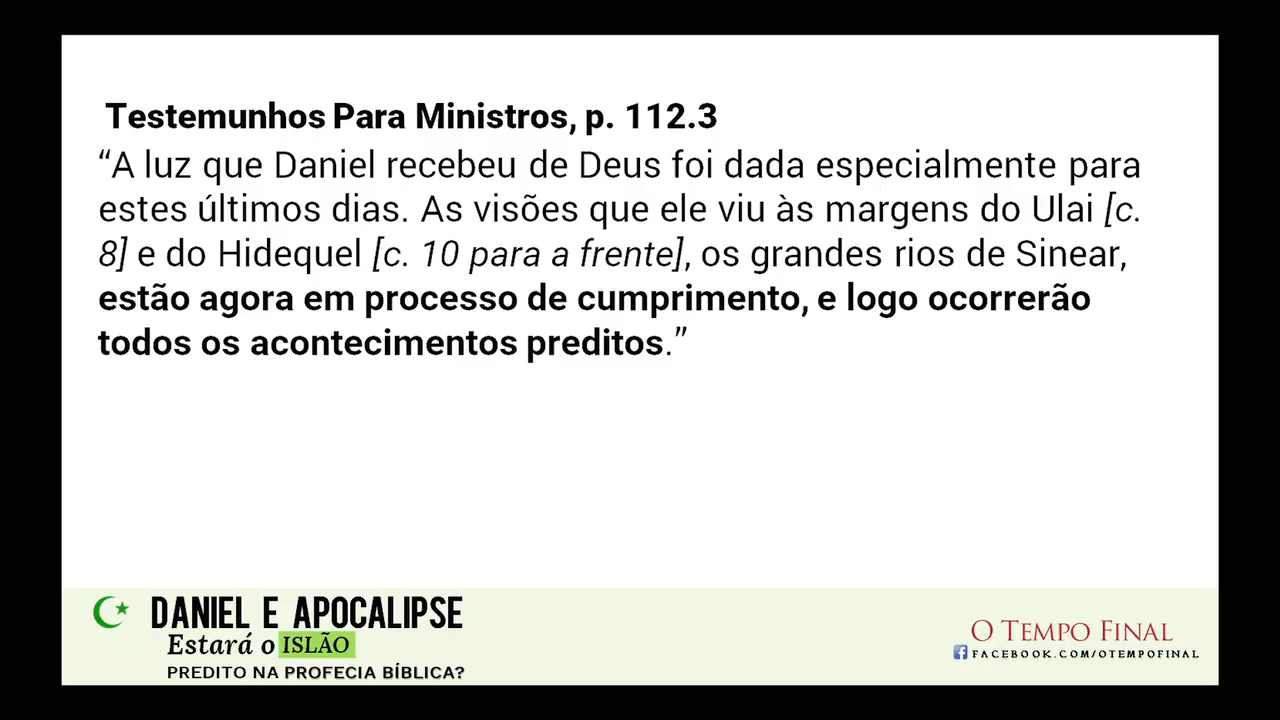 Testemunhos Para Ministros, p. 112.3
“A luz que Daniel recebeu de Deus foi dada especialmente para
estes últimos dias. As visões que ele viu às margens do Ulai [c.
8] e do Hidequel [c. 10 para a frente], os grandes rios de Sinear,
estão agora em processo de cumprimento, e logo ocorrerão
todos os acontecimentos preditos.”
DANIEL E APOCALIPSE
Estará o ISLÃO
PREDITO NA PROFECIA BÍBLICA?
O TEMPO FINAL
FACEBOOK.COM/OTEMPOFINAL